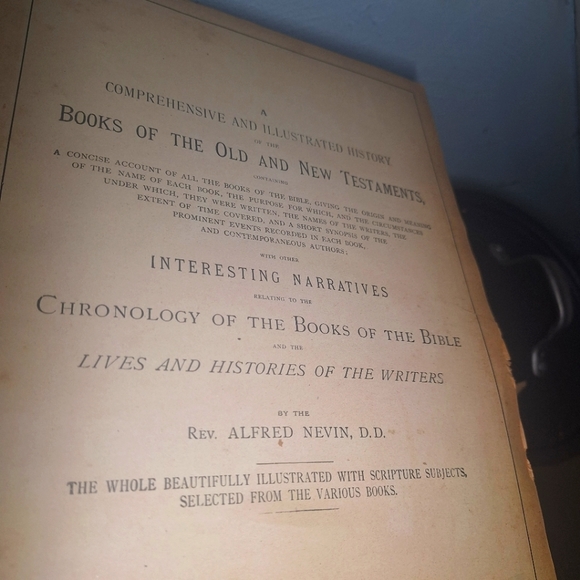 A
COMPREHENSIVE AND ILLUSTRATED HISTORY
OF THE
BOOKS OF THE OLD AND NEW TESTAMENTS,
CONTAINING
A CONCISE ACCOUNT OF ALL THE BOOKS OF THE BIBLE, GIVING THE ORIGIN AND MEANING
OF THE NAME OF EACH BOOK, THE PURPOSE FOR WHICH, AND THE CIRCUMSTANCES
UNDER WHICH, THEY WERE WRITTEN, THE NAMES OF THE WRITERS, THE
EXTENT OF TIME COVERED, AND A SHORT SYNOPSIS OF THE
PROMINENT EVENTS RECORDED IN EACH BOOK,
AND CONTEMPORANEOUS AUTHORS;
WITH OTHER
INTERESTING NARRATIVES
RELATING TO THE
CHRONOLOGY OF THE BOOKS OF THE BIBLE
AND THE
LIVES AND HISTORIES OF THE WRITERS
BY THE
REV. ALFRED NEVIN, D.D.
THE WHOLE BEAUTIFULLY ILLUSTRATED WITH SCRIPTURE SUBJECTS,
SELECTED FROM THE VARIOUS BOOKS.